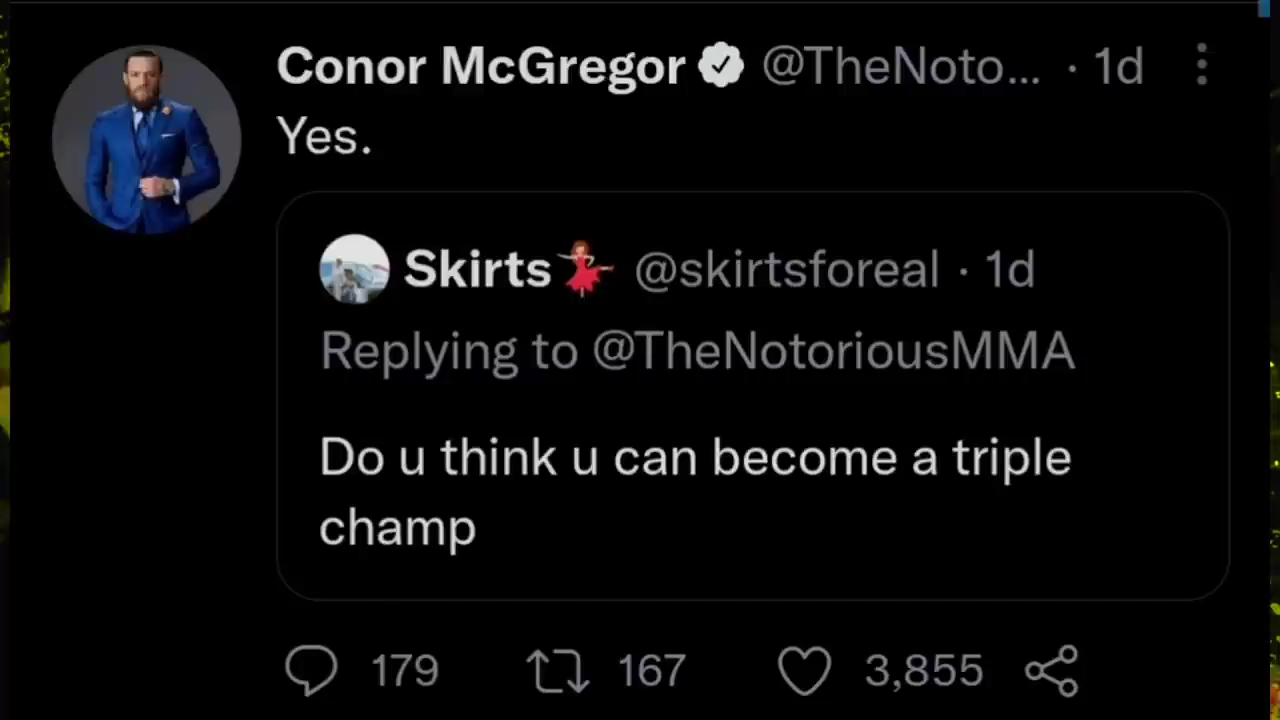 Conor McGregor @TheNoto... · 1d
Yes.
Skirts💃 @skirtsforeal · 1d
Replying to @TheNotoriousMMA
Do u think u can become a triple
champ
179 167 3,855